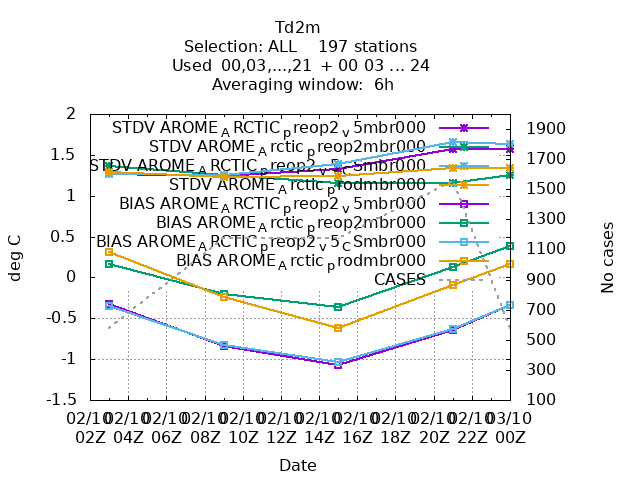 Td2m
Selection: ALL 197 stations
Used 00,03,...,21 + 00 03 ... 24
Averaging window: 6h
2
1.5
1
0.5
0
-0.5
-1
-1.5
deg C
STDV AROME_ARCTIC_preop2_v5mbr000
STDV AROME_Arctic_preop2mbr000
STDV AROME_ARCTIC_preop2_v5_CSmbr000
STDV AROME_Arctic_prodmbr000
BIAS AROME_ARCTIC_preop2_v5mbr000
BIAS AROME_Arctic_preop2mbr000
BIAS AROME_ARCTIC_preop2_v5_CSmbr000
BIAS AROME_Arctic_prodmbr000
CASES
1900
1700
1500
1300
1100
900
700
500
300
100
No cases
02/10 02/10 02/10 02/10 02/10 02/10 02/10 02/10 02/10 02/10 02/10 03/10
02Z 04Z 06Z 08Z 10Z 12Z 14Z 16Z 18Z 20Z 22Z 00Z
Date